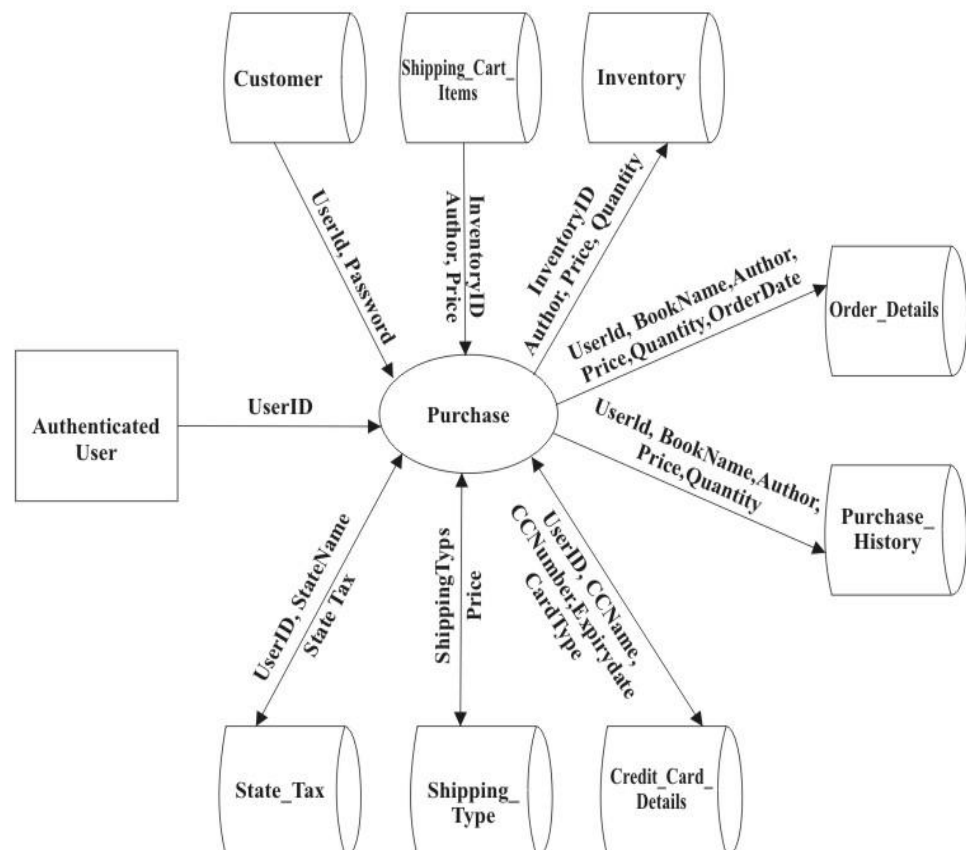 Customer
Shipping_Cart_
Items
Inventory
UserId, Password
InventoryID
Author, Price
InventoryID
Author, Price, Quantity
UserId, BookName,Author,
Price,Quantity,OrderDate
Order_Details
Authenticated
User
UserID
Purchase
UserId, BookName,Author,
Price,Quantity
Purchase_
History
UserID, StateName
State Tax
ShippingTyps
Price
UserID, CCName,
CCNumber,Expirydate
CardType
State_Tax
Shipping_
Type
Credit_Card_
Details